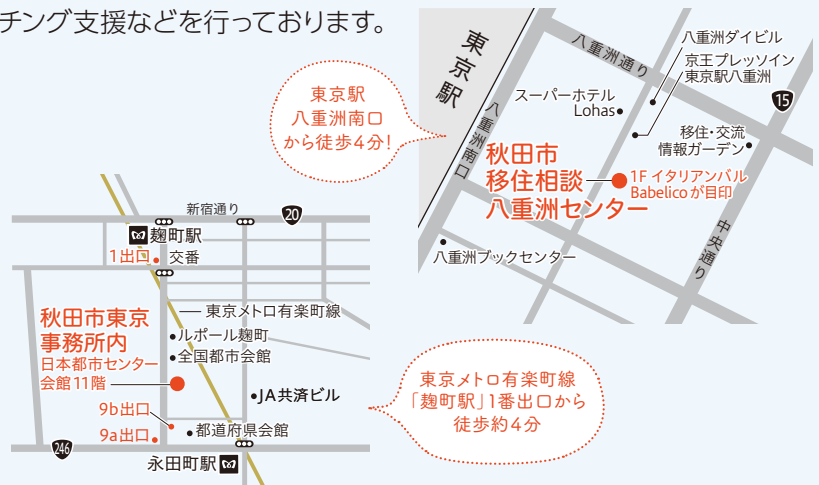 チング支援などを行っております。
東京駅
八重洲南口
から徒歩4分!
東京駅
八重洲南口
八重洲通り
八重洲ダイビル
京王プレッソイン
東京駅八重洲
スーパーホテル
Lohas
15
移住・交流
情報ガーデン
秋田市
移住相談
八重洲センター
1F イタリアンバル
Babelicoが目印
中央通り
八重洲ブックセンター
新宿通り
20
麹町駅
1出口
交番
東京メトロ有楽町線
ルポール麹町
全国都市会館
秋田市東京
事務所内
日本都市センター
会館11階
JA共済ビル
9b出口
9a出口
都道府県会館
246
永田町駅
東京メトロ有楽町線
「麹町駅」1番出口から
徒歩約4分